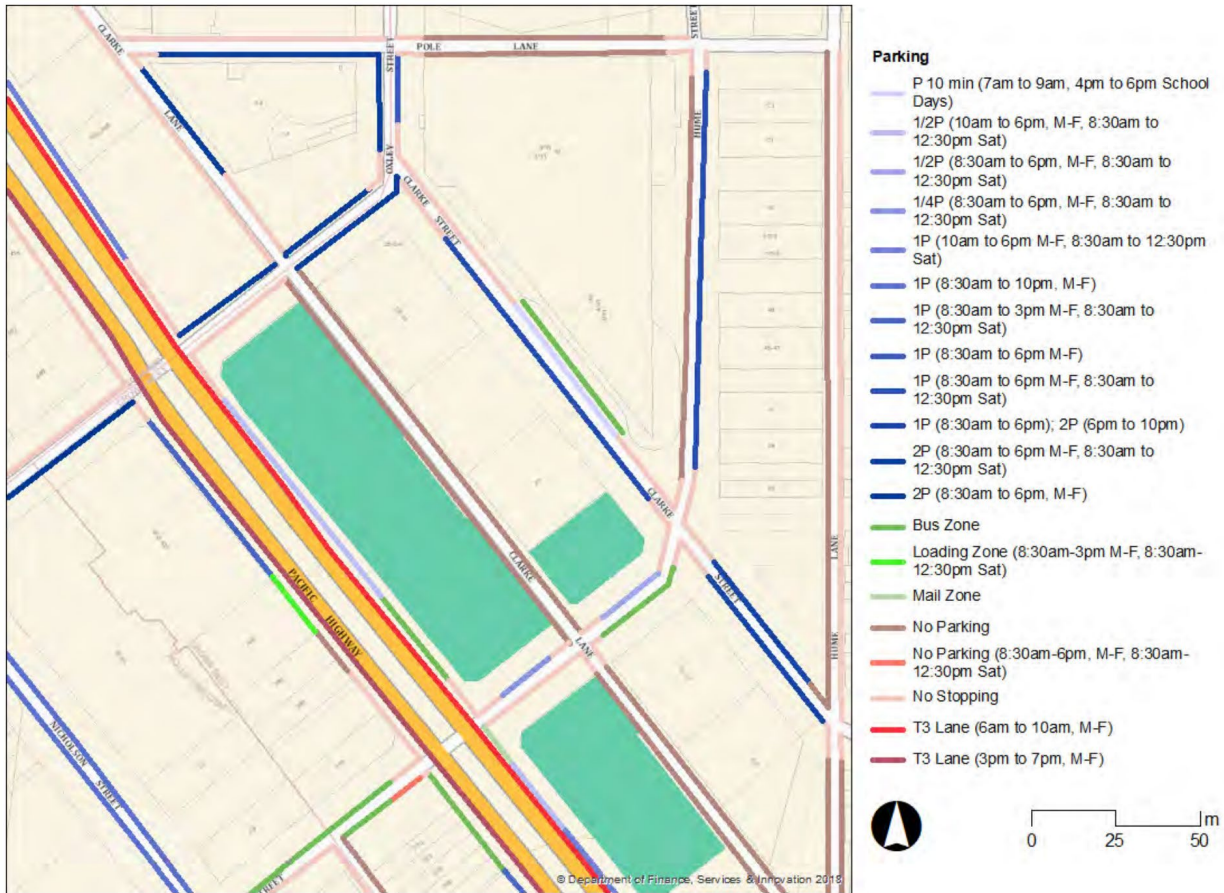 CLARKE
LANE
STREET
OXLEY
POLE LANE
STREET
HUME
CLARKE
STREET
CLARKE
STREET
CLARKE
LANE
PACIFIC
HIGHWAY
NICHOLSON
STREET
LANE
HUME
STREET
© Department of Finance, Services & Innovation 2018
Parking
P 10 min (7am to 9am, 4pm to 6pm School
Days)
1/2P (10am to 6pm, M-F, 8:30am to
12:30pm Sat)
1/2P (8:30am to 6pm, M-F, 8:30am to
12:30pm Sat)
1/4P (8:30am to 6pm, M-F, 8:30am to
12:30pm Sat)
1P (10am to 6pm M-F, 8:30am to 12:30pm
Sat)
1P (8:30am to 10pm, M-F)
1P (8:30am to 3pm M-F, 8:30am to
12:30pm Sat)
1P (8:30am to 6pm M-F)
1P (8:30am to 6pm M-F, 8:30am to
12:30pm Sat)
1P (8:30am to 6pm); 2P (6pm to 10pm)
2P (8:30am to 6pm M-F, 8:30am to
12:30pm Sat)
2P (8:30am to 6pm, M-F)
Bus Zone
Loading Zone (8:30am-3pm M-F, 8:30am-
12:30pm Sat)
Mail Zone
No Parking
No Parking (8:30am-6pm, M-F, 8:30am-
12:30pm Sat)
No Stopping
T3 Lane (6am to 10am, M-F)
T3 Lane (3pm to 7pm, M-F)
0 25 50 m